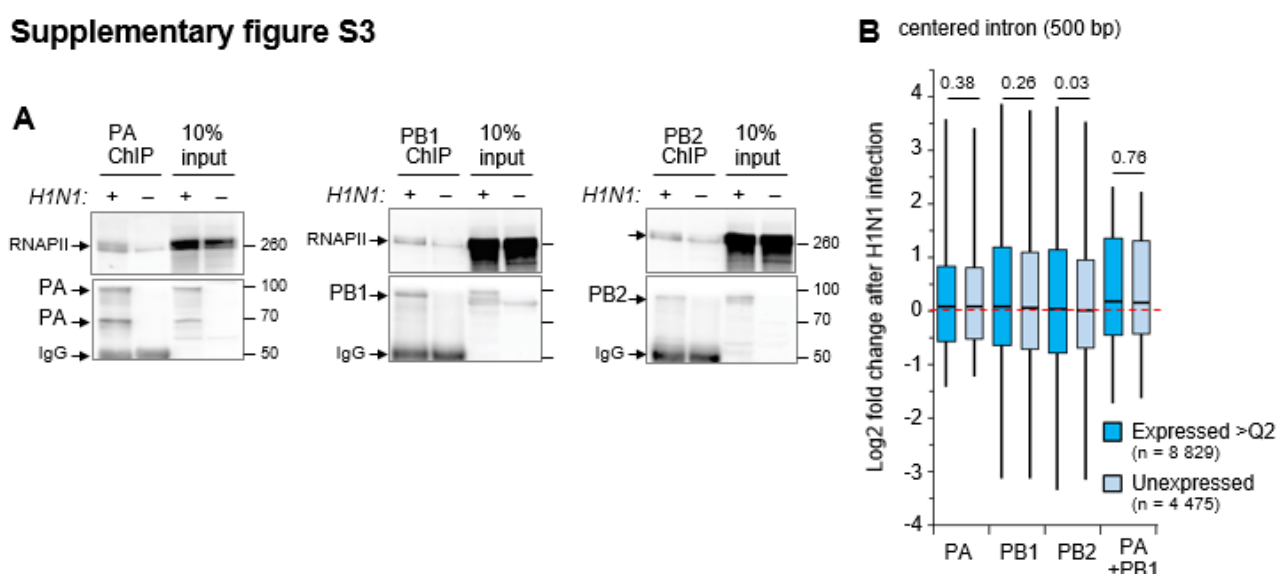 Supplementary figure S3
A
PA ChIP
10% input
H1N1: + – + –
RNAPII
260
PA
100
PA
70
IgG
50
PB1 ChIP
10% input
H1N1: + – + –
RNAPII
PB1
IgG
PB2 ChIP
10% input
H1N1: + – + –
260
PB2
100
70
IgG
50
B centered intron (500 bp)
Log2 fold change after H1N1 infection
4
3
2
1
0
-1
-2
-3
-4
0.38
0.26
0.03
0.76
Expressed >Q2
(n = 8 829)
Unexpressed
(n = 4 475)
PA
PB1
PB2
PA
+PB1